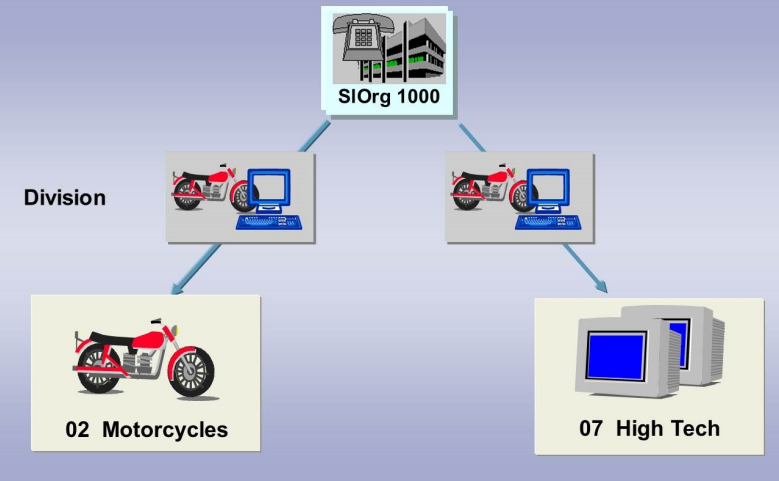 SlOrg 1000
Division
02 Motorcycles
07 High Tech